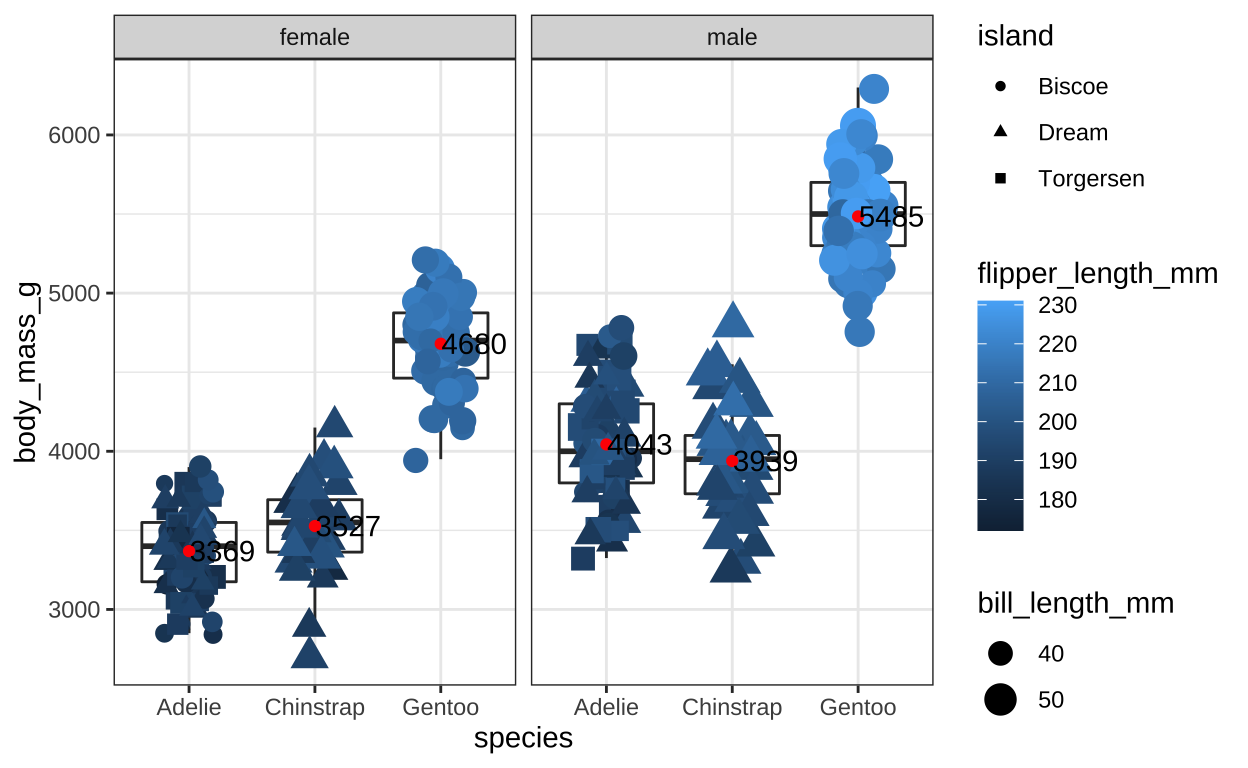 female
male
island
Biscoe
Dream
Torgersen
flipper_length_mm
230
220
210
200
190
180
bill_length_mm
40
50
body_mass_g
6000
5000
4000
3000
3369
3527
4680
4043
3939
5485
Adelie
Chinstrap
Gentoo
Adelie
Chinstrap
Gentoo
species